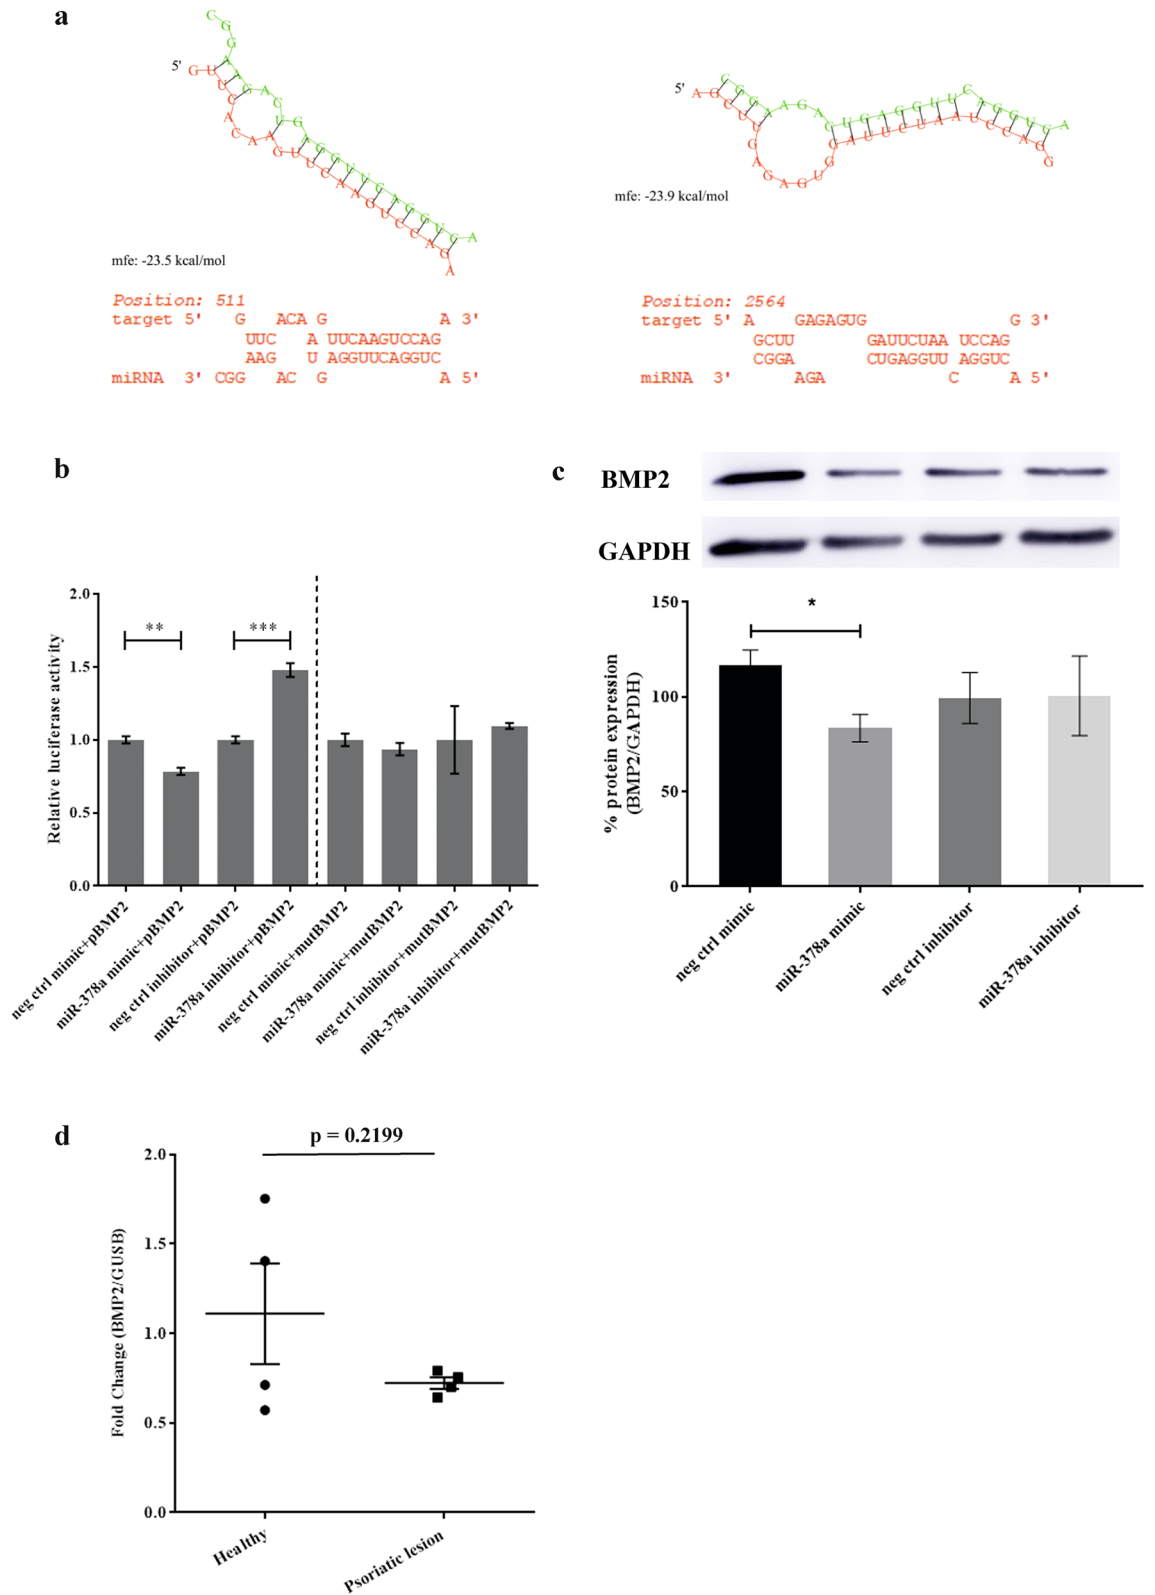 a
5'
mfe: -23.5 kcal/mol
Position: 511
target 5' G ACA G A 3'
UUC A UUCAAGUCCAG
AAG U AGGUUCAGGUC
miRNA 3' CGG AC G A 5'
5'
mfe: -23.9 kcal/mol
Position: 2564
target 5' A GAGAGUG G 3'
GCUU GAUUCUAA UCCAG
CGGA CUGAGGUU AGGUC
miRNA 3' AGA C A 5'
b
Relative luciferase activity
2.0
1.5
1.0
0.5
0.0
**
***
neg ctrl mimic+pBMP2
miR-378a mimic+pBMP2
neg ctrl inhibitor+pBMP2
miR-378a inhibitor+pBMP2
neg ctrl mimic+mutBMP2
miR-378a mimic+mutBMP2
neg ctrl inhibitor+mutBMP2
miR-378a inhibitor+mutBMP2
c
BMP2
GAPDH
% protein expression
(BMP2/GAPDH)
150
100
50
0
*
neg ctrl mimic
miR-378a mimic
neg ctrl inhibitor
miR-378a inhibitor
d
p = 0.2199
Fold Change (BMP2/GUSB)
2.0
1.5
1.0
0.5
0.0
Healthy
Psoriatic lesion